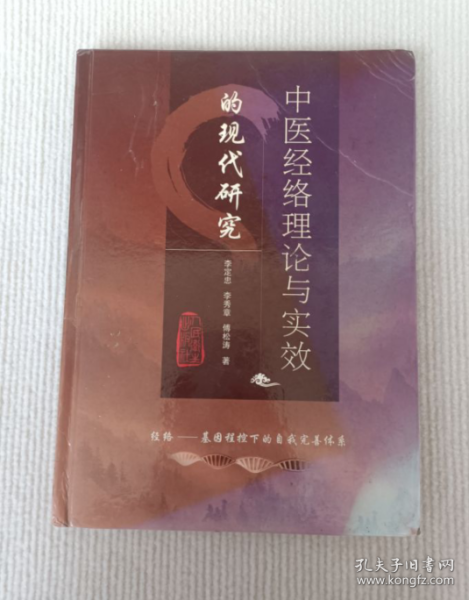 中医经络理论与实效
的现代研究
李定忠 李秀章 傅松涛 著
经络——基因程控下的自我完善体系
孔夫子旧书网
www.kongfz.com